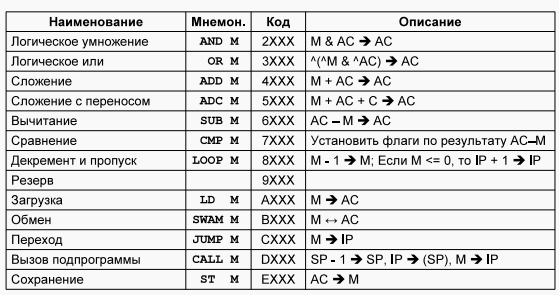 Наименование Мнемон. Код Описание
Логическое умножение AND M 2XXX M & AC ➔ AC
Логическое или OR M 3XXX ^(^M & ^AC) ➔ AC
Сложение ADD M 4XXX M + AC ➔ AC
Сложение с переносом ADC M 5XXX M + AC + C ➔ AC
Вычитание SUB M 6XXX AC – M ➔ AC
Сравнение CMP M 7XXX Установить флаги по результату AC–M
Декремент и пропуск LOOP M 8XXX M - 1 ➔ M; Если M <= 0, то IP + 1 ➔ IP
Резерв 9XXX
Загрузка LD M AXXX M ➔ AC
Обмен SWAM M BXXX M ↔ AC
Переход JUMP M CXXX M ➔ IP
Вызов подпрограммы CALL M DXXX SP - 1 ➔ SP, IP ➔ (SP), M ➔ IP
Сохранение ST M EXXX AC ➔ M